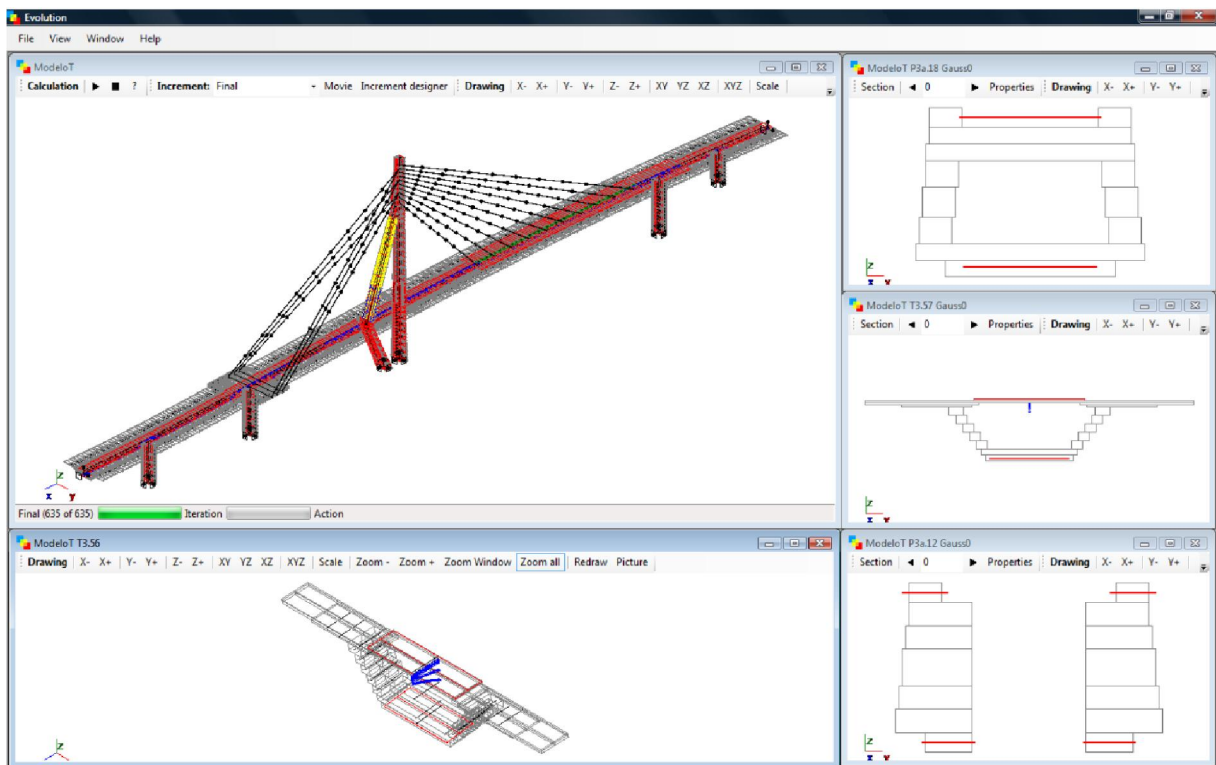 Evolution
File View Window Help
ModeloT
Calculation ? Increment: Final Movie Increment designer Drawing X- X+ Y- Y+ Z- Z+ XY YZ XZ XYZ Scale
z
x Y
Final (635 of 635) Iteration Action
ModeloT P3a.18 Gauss0
Section 0 Properties Drawing X- X+ Y- Y+
z
x Y
ModeloT T3.57 Gauss0
Section 0 Properties Drawing X- X+ Y- Y+
z
x Y
ModeloT T3.56
Drawing X- X+ Y- Y+ Z- Z+ XY YZ XZ XYZ Scale Zoom - Zoom + Zoom Window Zoom all Redraw Picture
z
ModeloT P3a.12 Gauss0
Section 0 Properties Drawing X- X+ Y- Y+
z
x Y